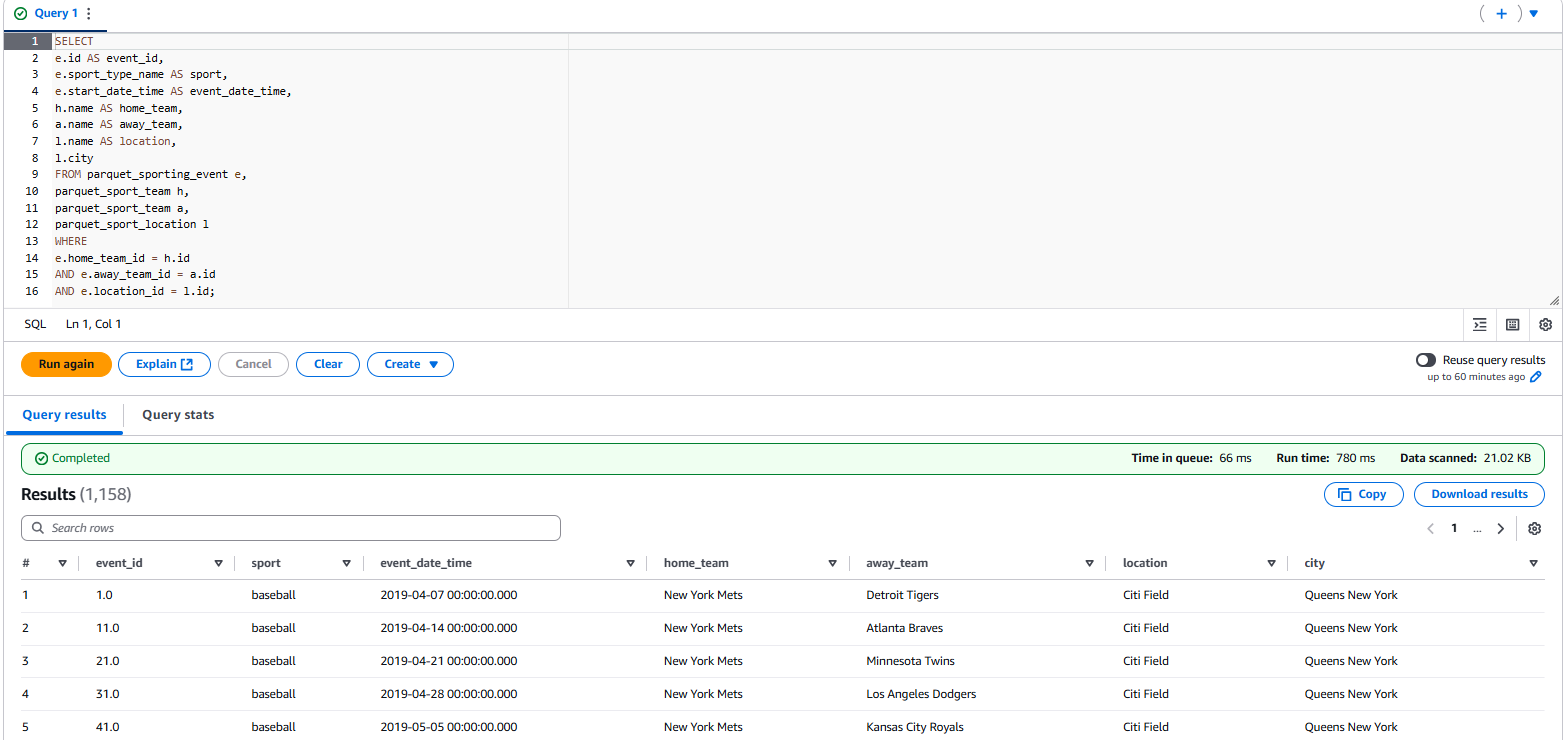 Query 1
1 SELECT
2 e.id AS event_id,
3 e.sport_type_name AS sport,
4 e.start_date_time AS event_date_time,
5 h.name AS home_team,
6 a.name AS away_team,
7 l.name AS location,
8 l.city
9 FROM parquet_sporting_event e,
10 parquet_sport_team h,
11 parquet_sport_team a,
12 parquet_sport_location l
13 WHERE
14 e.home_team_id = h.id
15 AND e.away_team_id = a.id
16 AND e.location_id = l.id;
SQL Ln 1, Col 1
Run again Explain Cancel Clear Create Reuse query results
up to 60 minutes ago
Query results Query stats
Completed Time in queue: 66 ms Run time: 780 ms Data scanned: 21.02 KB
Results (1,158) Copy Download results
Search rows 1 ...
# event_id sport event_date_time home_team away_team location city
1 1.0 baseball 2019-04-07 00:00:00.000 New York Mets Detroit Tigers Citi Field Queens New York
2 11.0 baseball 2019-04-14 00:00:00.000 New York Mets Atlanta Braves Citi Field Queens New York
3 21.0 baseball 2019-04-21 00:00:00.000 New York Mets Minnesota Twins Citi Field Queens New York
4 31.0 baseball 2019-04-28 00:00:00.000 New York Mets Los Angeles Dodgers Citi Field Queens New York
5 41.0 baseball 2019-05-05 00:00:00.000 New York Mets Kansas City Royals Citi Field Queens New York